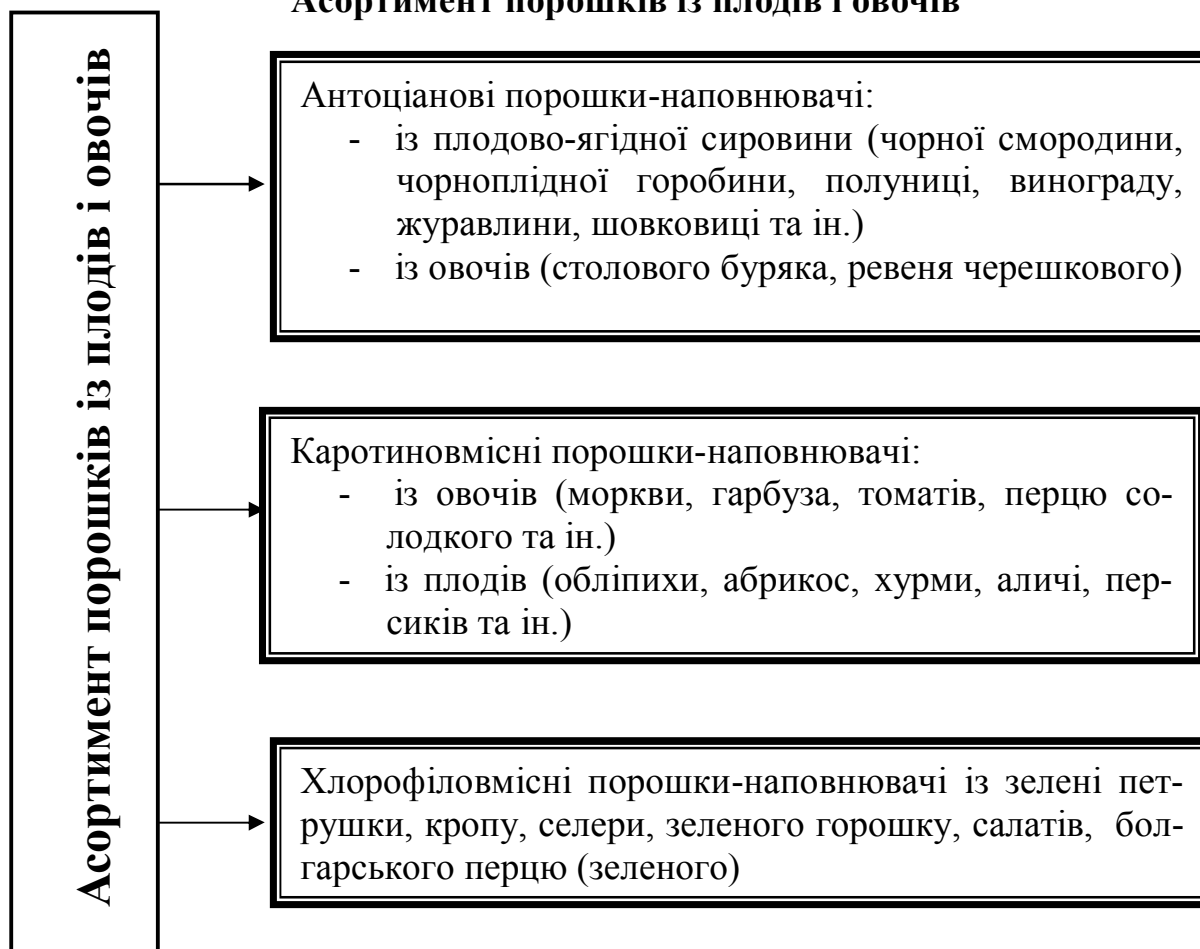 Асортимент порошків із плодів і овочів
Асортимент порошків із плодів і овочів
Антоціанові порошки-наповнювачі:
- із плодово-ягідної сировини (чорної смородини,
чорноплідної горобини, полуниці, винограду,
журавлини, шовковиці та ін.)
- із овочів (столового буряка, ревеня черешкового)
Каротиновмісні порошки-наповнювачі:
- із овочів (моркви, гарбуза, томатів, перцю со-
лодкого та ін.)
- із плодів (обліпихи, абрикос, хурми, аличі, пер-
сиків та ін.)
Хлорофіловмісні порошки-наповнювачі із зелені пет-
рушки, кропу, селери, зеленого горошку, салатів, бол-
гарського перцю (зеленого)